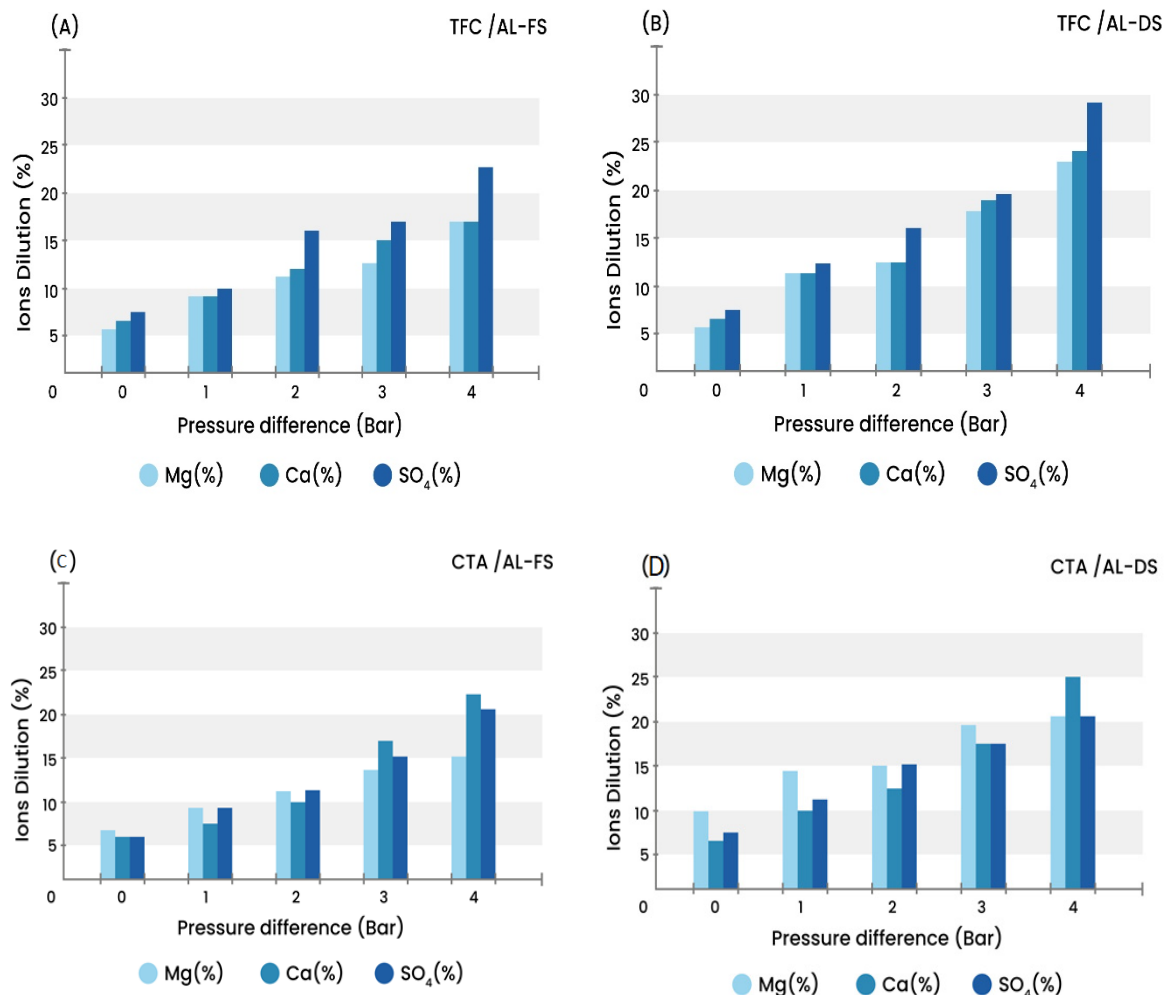 (A) TFC /AL-FS
Ions Dilution (%)
30
25
20
15
10
5
0
0 1 2 3 4
Pressure difference (Bar)
Mg(%) Ca(%) SO₄(%)
(B) TFC /AL-DS
Ions Dilution (%)
30
25
20
15
10
5
0
0 1 2 3 4
Pressure difference (Bar)
Mg(%) Ca(%) SO₄(%)
(C) CTA /AL-FS
Ions Dilution (%)
30
25
20
15
10
5
0
0 1 2 3 4
Pressure difference (Bar)
Mg(%) Ca(%) SO₄(%)
(D) CTA /AL-DS
Ions Dilution (%)
30
25
20
15
10
5
0
0 1 2 3 4
Pressure difference (Bar)
Mg(%) Ca(%) SO₄(%)